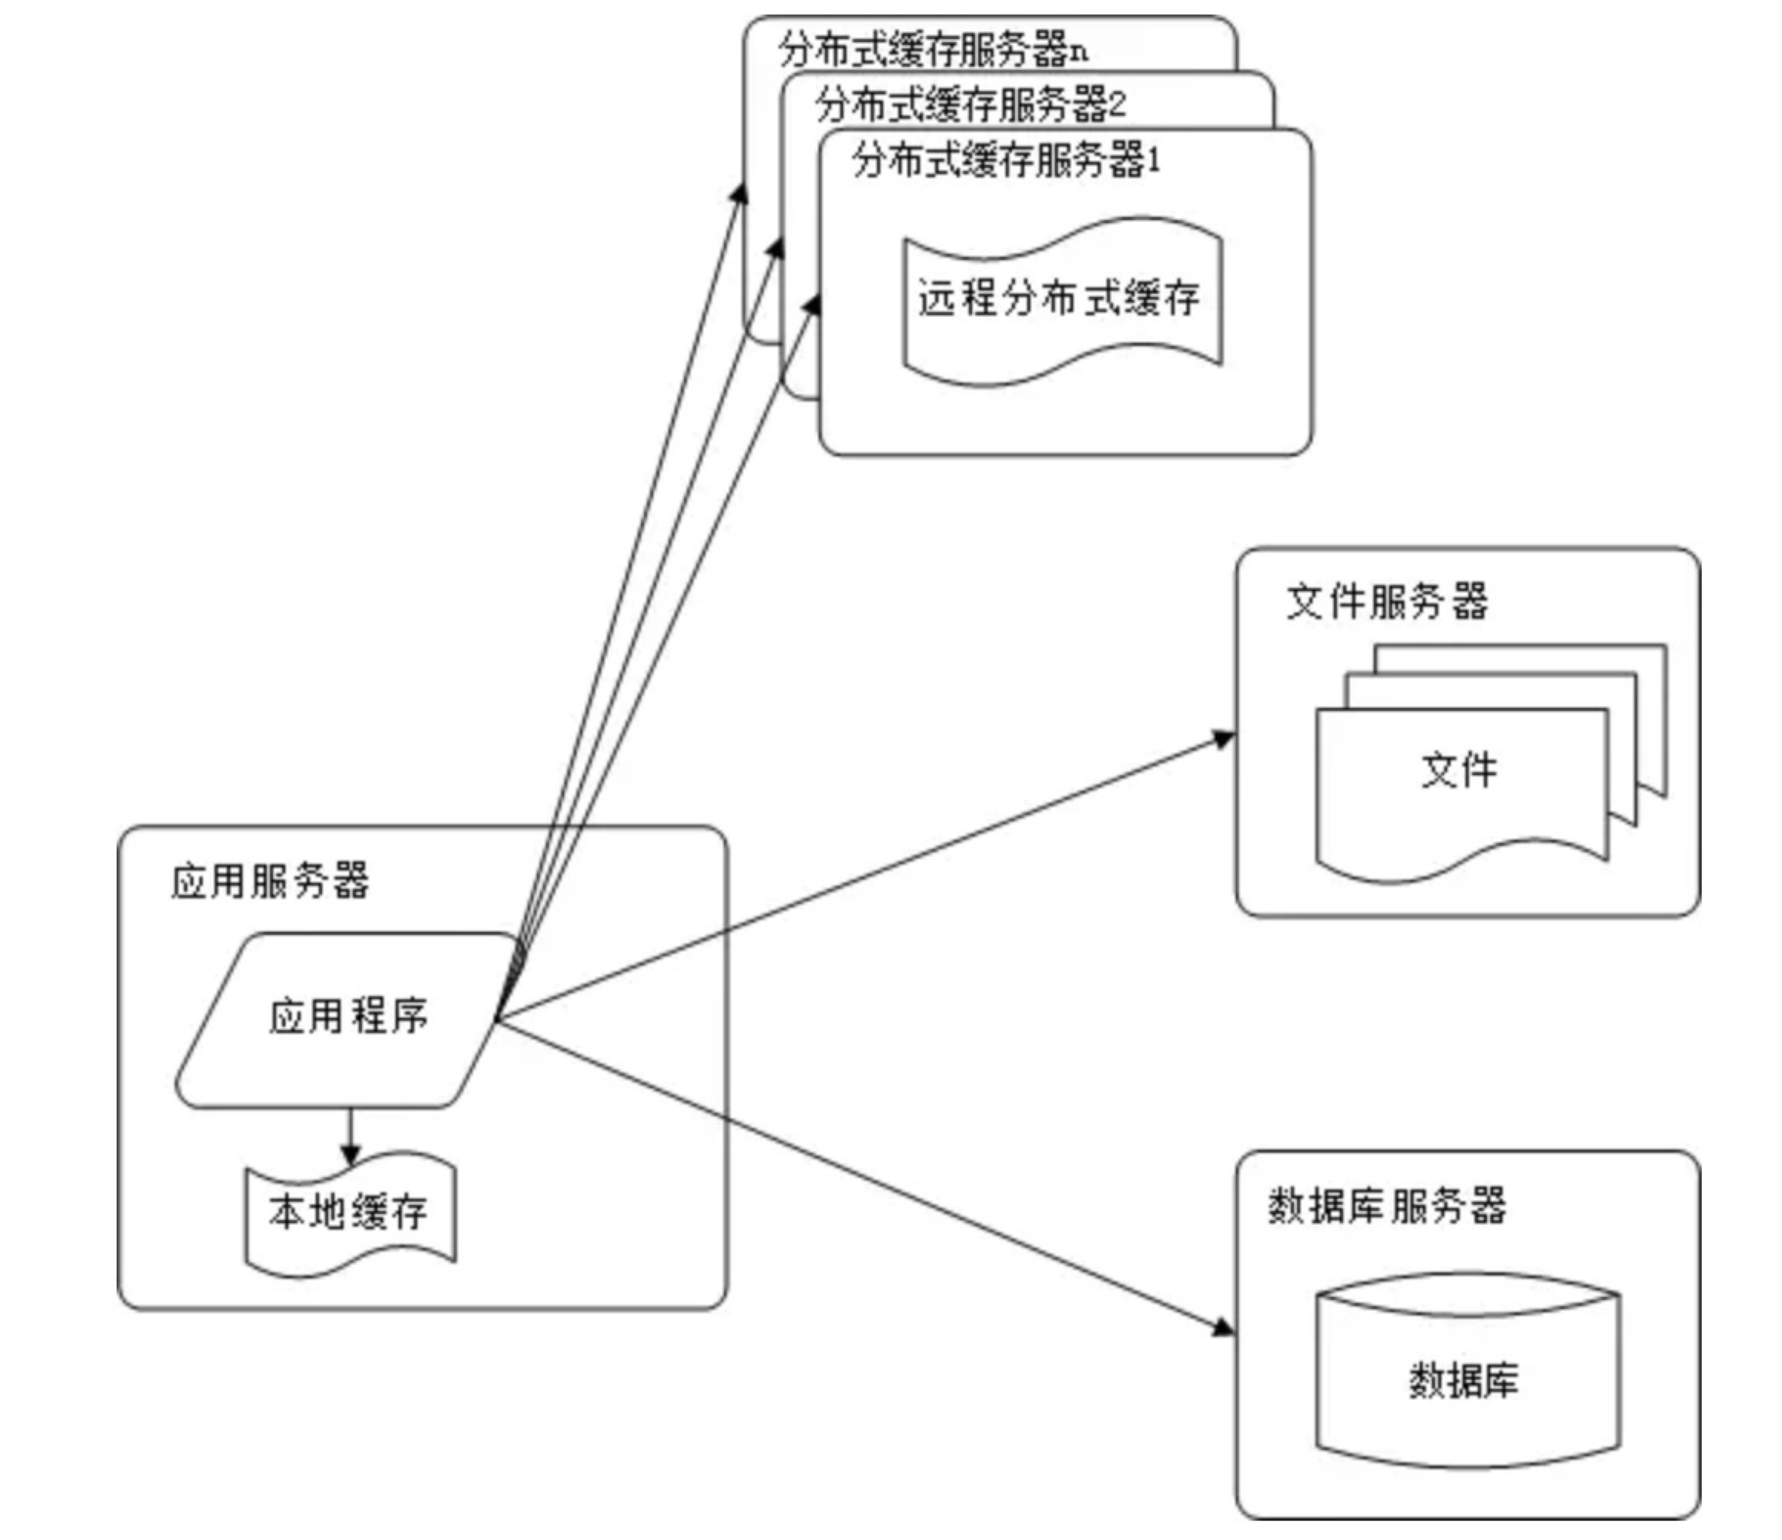 分布式缓存服务器n
分布式缓存服务器2
分布式缓存服务器1
远程分布式缓存
文件服务器
文件
应用服务器
应用程序
本地缓存
数据库服务器
数据库